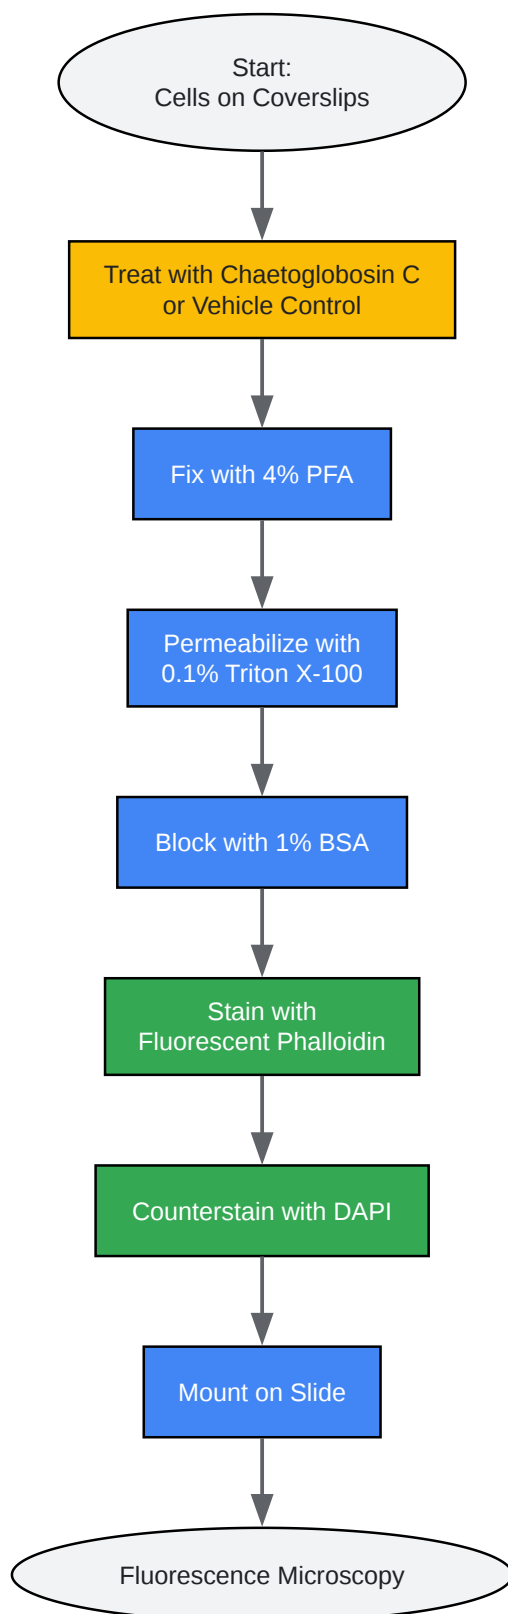 Start:
Cells on Coverslips
Treat with Chaetoglobosin C
or Vehicle Control
Fix with 4% PFA
Permeabilize with
0.1% Triton X-100
Block with 1% BSA
Stain with
Fluorescent Phalloidin
Counterstain with DAPI
Mount on Slide
Fluorescence Microscopy